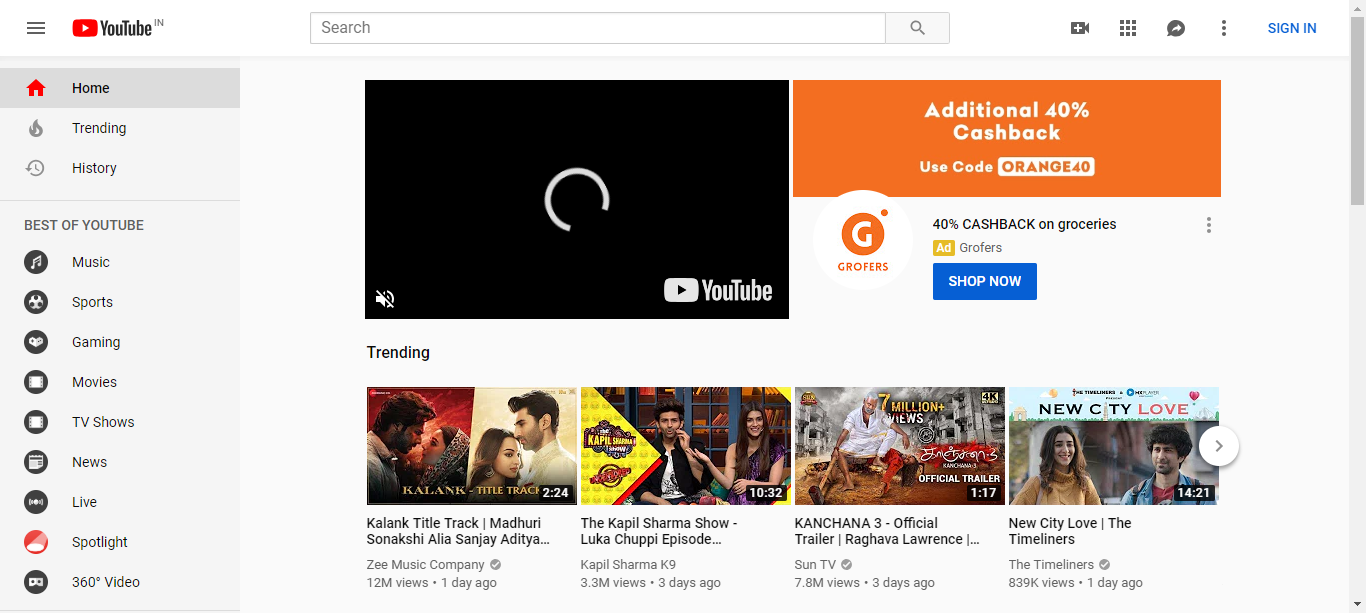 YouTube IN
Search
SIGN IN
Home
Trending
History
BEST OF YOUTUBE
Music
Sports
Gaming
Movies
TV Shows
News
Live
Spotlight
360° Video
YouTube
Additional 40%
Cashback
Use Code ORANGE40
G
GROFERS
40% CASHBACK on groceries
Ad Grofers
SHOP NOW
Trending
KALANK - TITLE TRACK
2:24
Kalank Title Track | Madhuri
Sonakshi Alia Sanjay Aditya...
Zee Music Company
12M views • 1 day ago
THE
KAPIL SHARMA
SHOW
10:32
The Kapil Sharma Show -
Luka Chuppi Episode...
Kapil Sharma K9
3.3M views • 3 days ago
SUN
7 MILLION+
VIEWS
4K
காஞ்சனா-3
KANCHANA-3
OFFICIAL TRAILER
1:17
KANCHANA 3 - Official
Trailer | Raghava Lawrence |...
Sun TV
7.8M views • 3 days ago
THE TIMELINERS & MXPLAYER
NEW CITY LOVE
14:21
New City Love | The
Timeliners
The Timeliners
839K views • 1 day ago